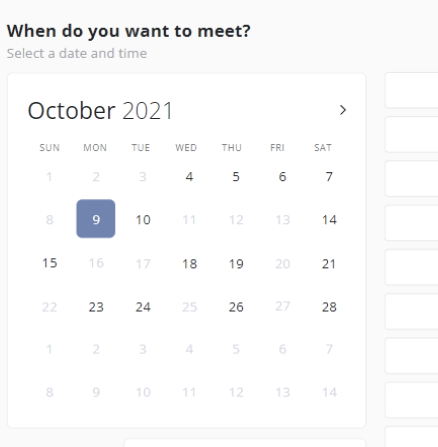 When do you want to meet?
Select a date and time
October 2021 >
SUN MON TUE WED THU FRI SAT
1 2 3 4 5 6 7
8 9 10 11 12 13 14
15 16 17 18 19 20 21
22 23 24 25 26 27 28
1 2 3 4 5 6 7
8 9 10 11 12 13 14